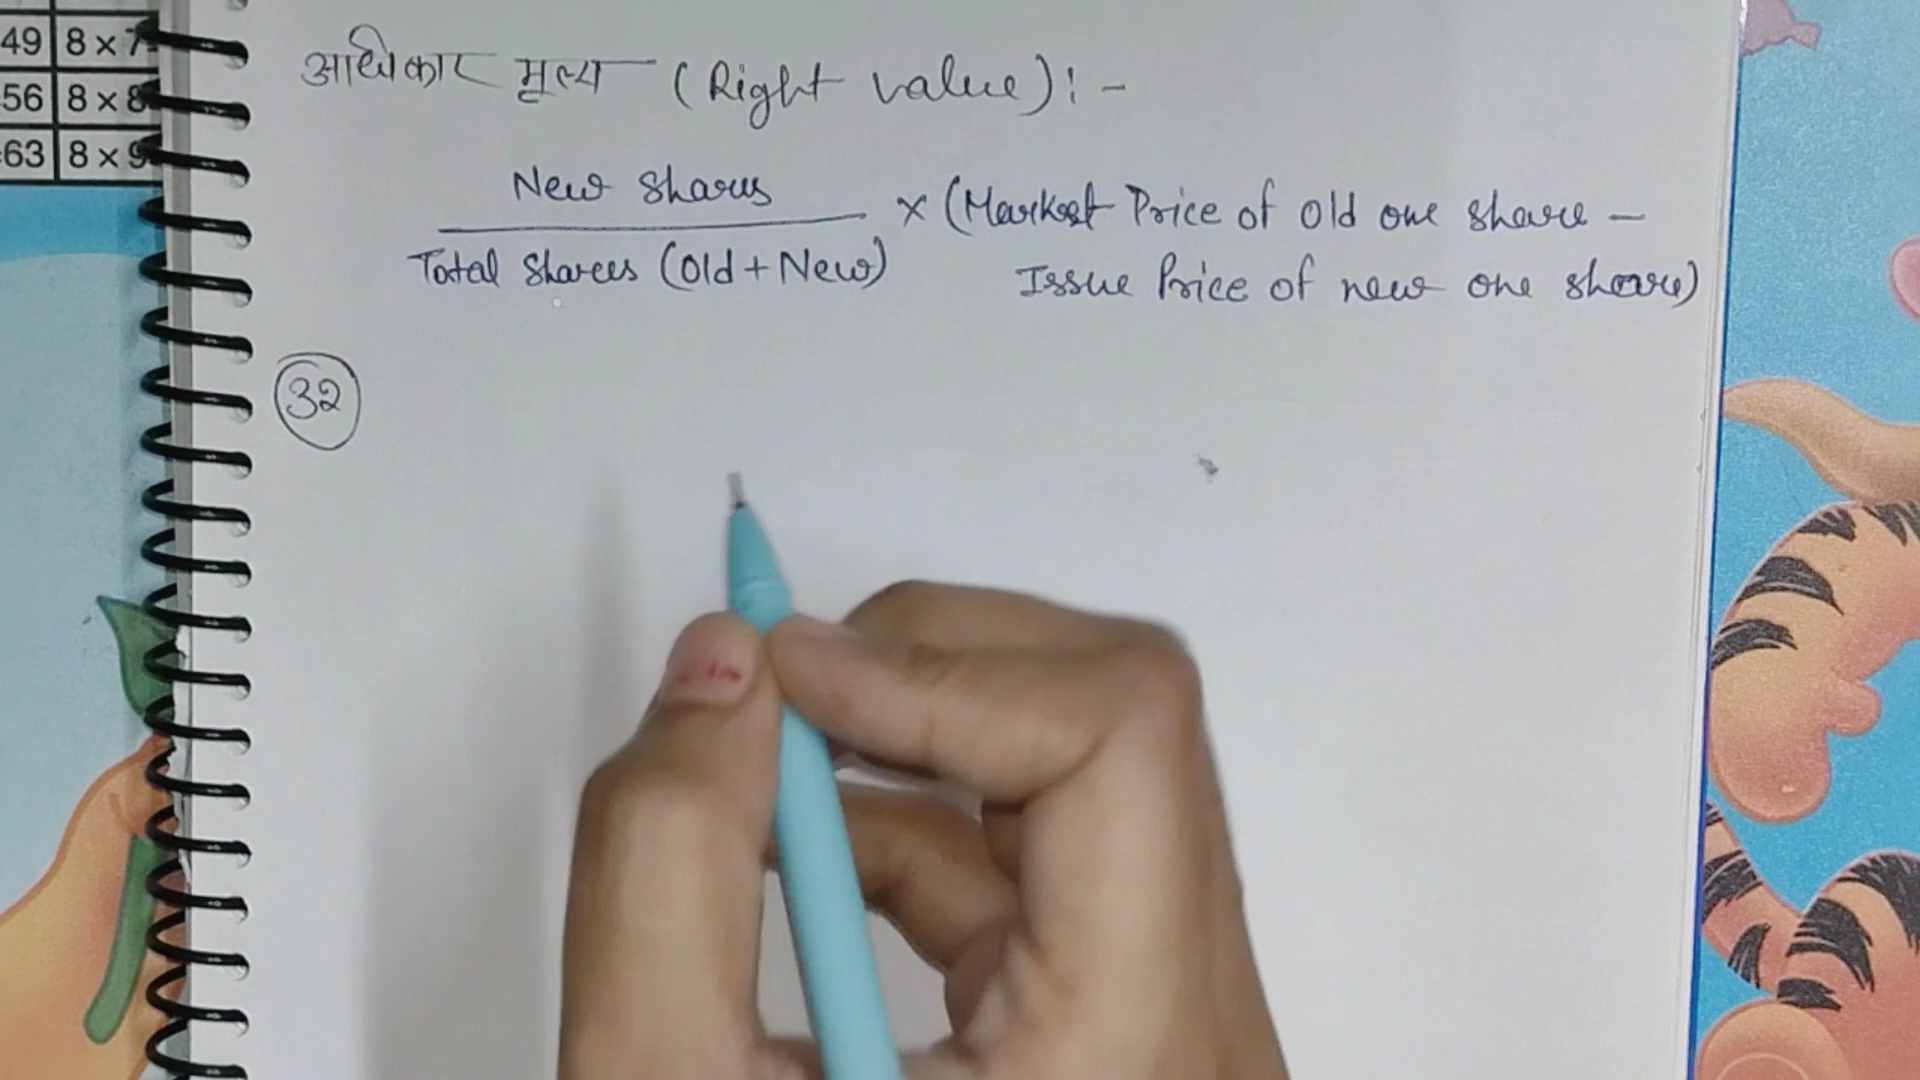 49 8×7
56 8×8
63 8×9
अधिकार मूल्य (Right value):-
New shares
Total shares (Old+New)
× (Market Price of old one share –
Issue Price of new one share)
32